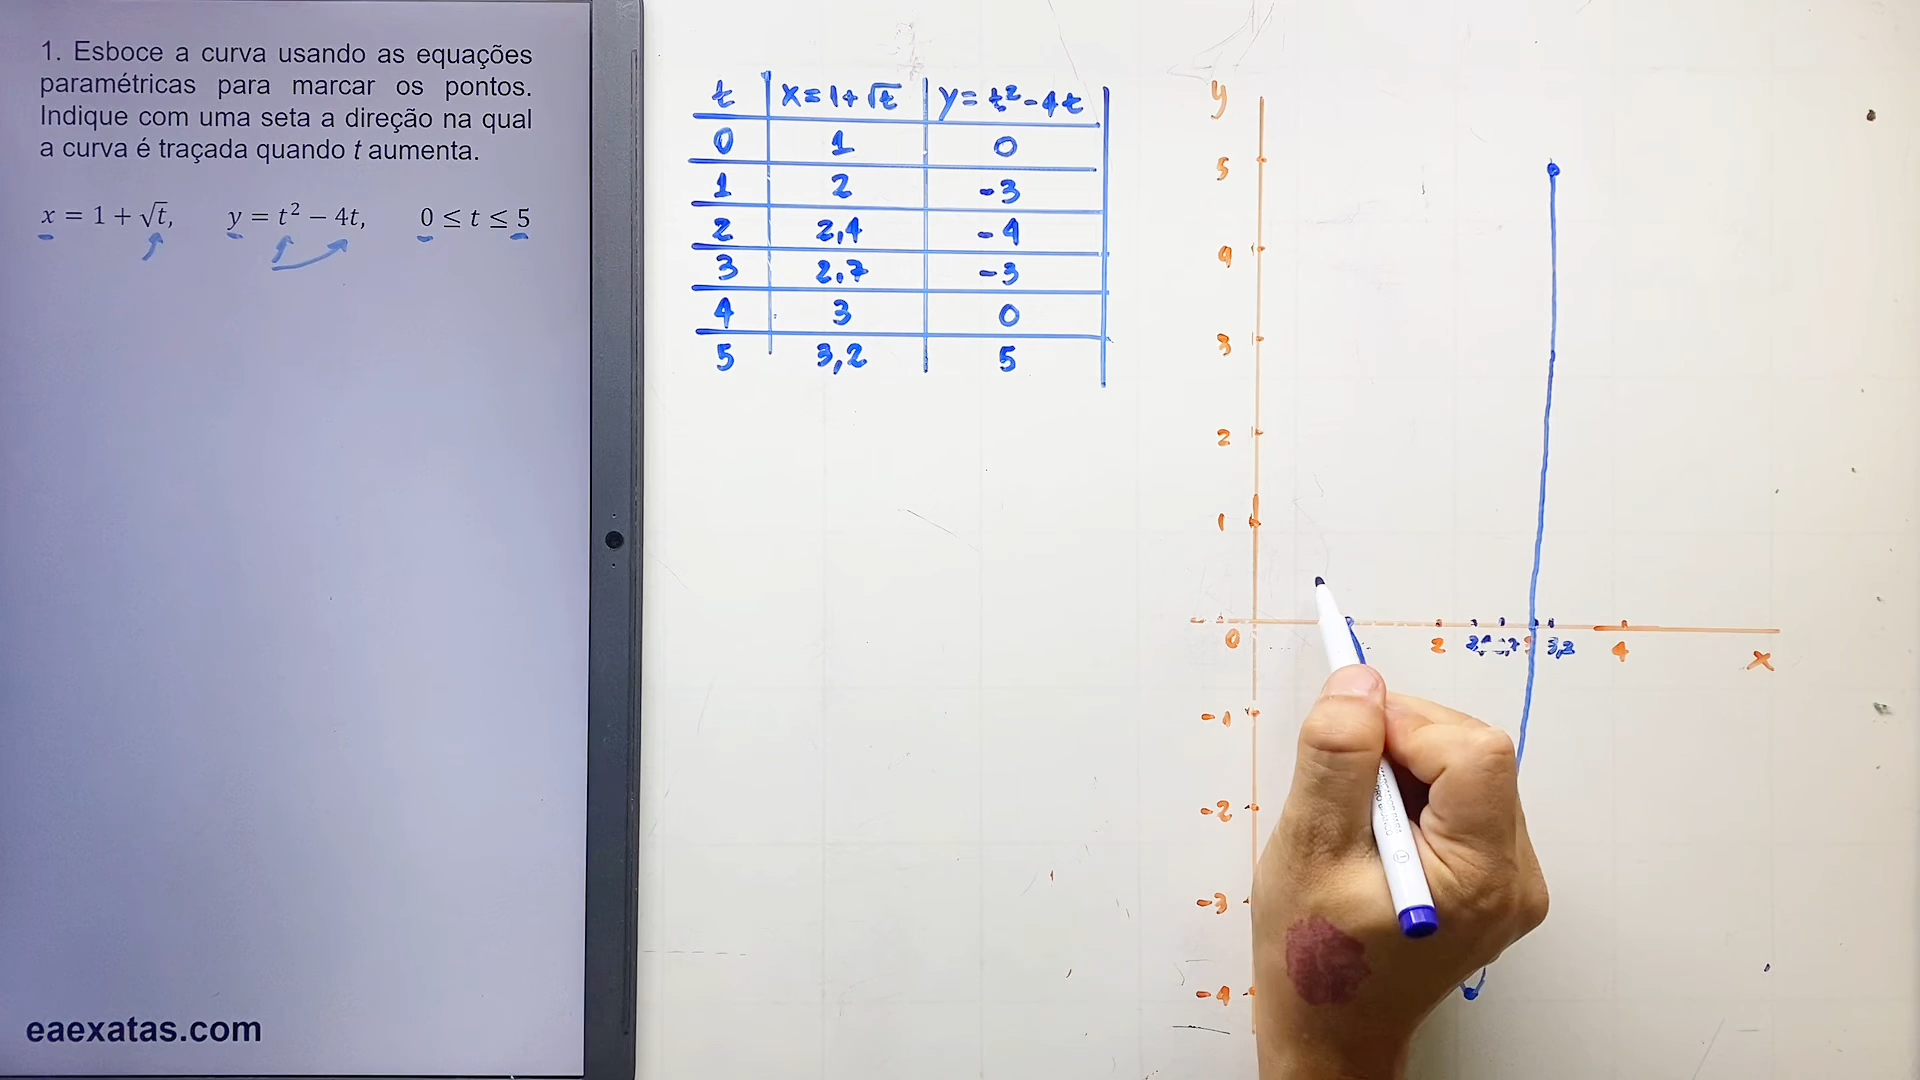 1. Esboce a curva usando as equações
paramétricas para marcar os pontos.
Indique com uma seta a direção na qual
a curva é traçada quando t aumenta.
x = 1 + √t, y = t² − 4t, 0 ≤ t ≤ 5
eaexatas.com
t x = 1 + √t y = t² - 4t
0 1 0
1 2 -3
2 2,4 -4
3 2,7 -3
4 3 0
5 3,2 5
y
5
4
3
2
1
0 2 3 3,2 4 x
-1
-2
-3
-4